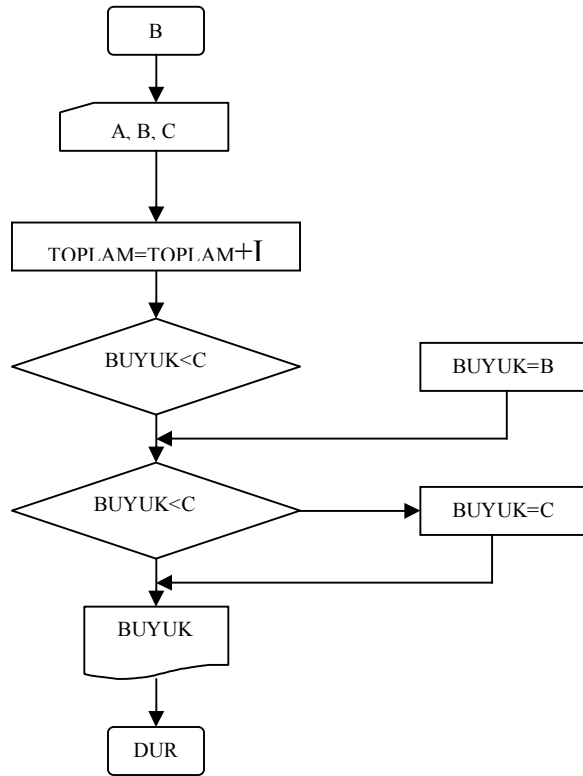 B
A, B, C
TOPLAM=TOPLAM+I
BUYUK<C
BUYUK=B
BUYUK<C
BUYUK=C
BUYUK
DUR